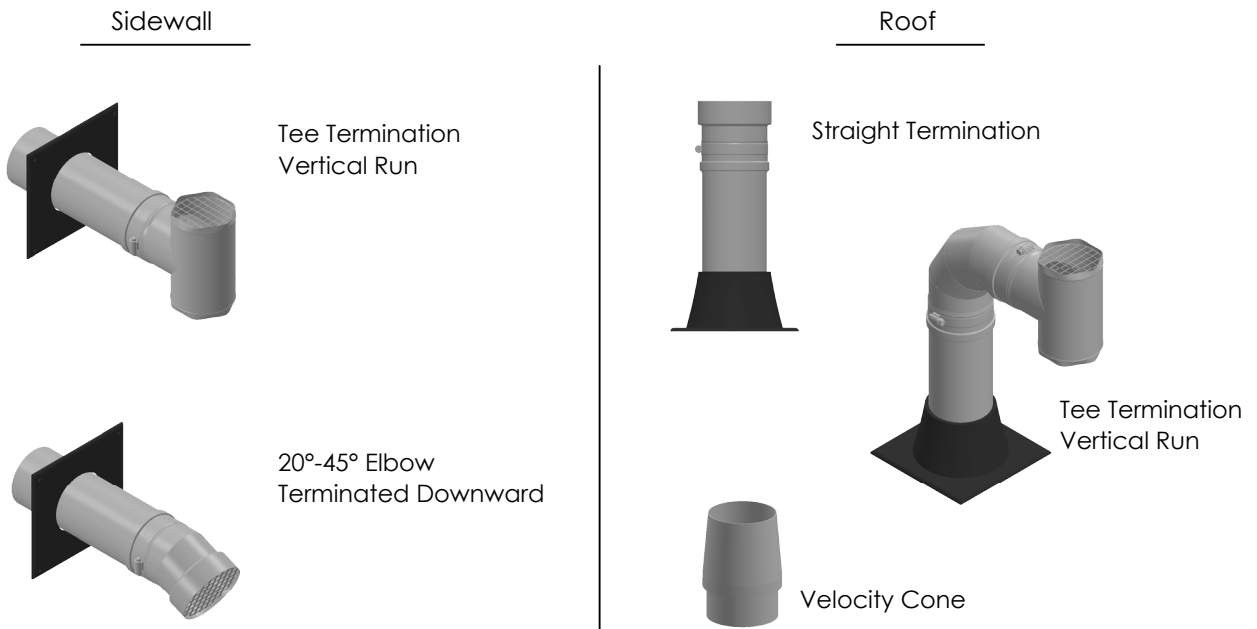 Sidewall
Tee Termination
Vertical Run
20°-45° Elbow
Terminated Downward
Roof
Straight Termination
Tee Termination
Vertical Run
Velocity Cone